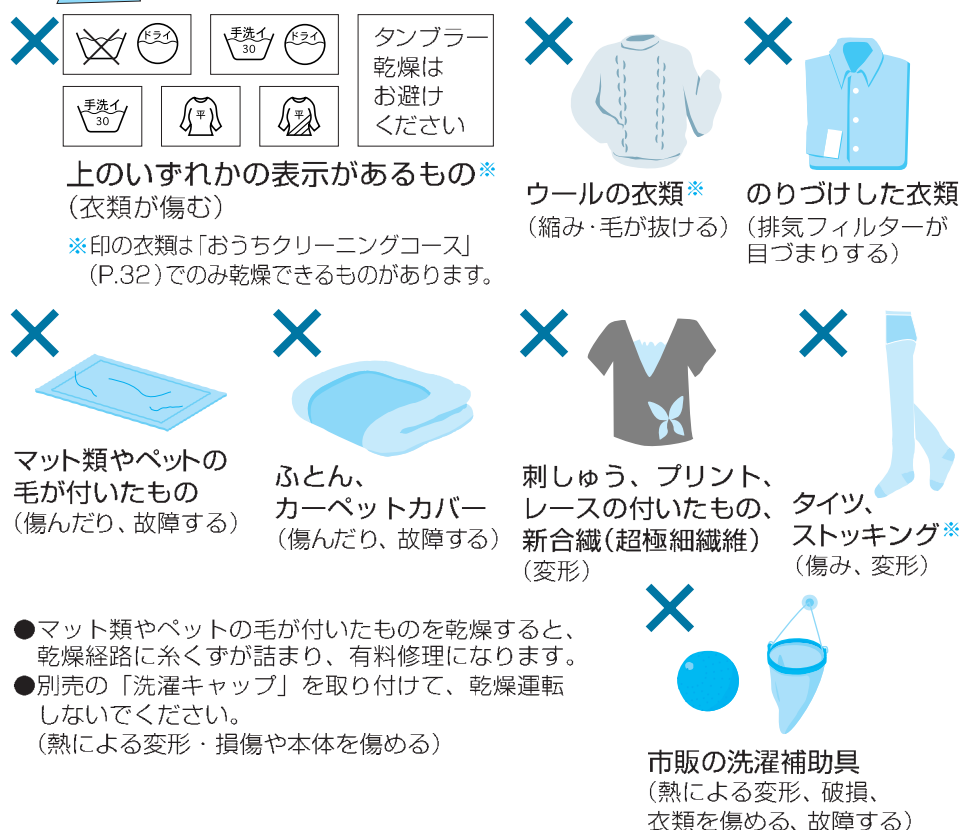 ドライ
手洗イ
30
ドライ
タンブラー
乾燥は
お避け
ください
手洗イ
30
平
平
上のいずれかの表示があるもの※
（衣類が傷む）
※印の衣類は「おうちクリーニングコース」
（P.32）でのみ乾燥できるものがあります。
ウールの衣類※
（縮み・毛が抜ける）
のりづけした衣類
（排気フィルターが
目づまりする）
マット類やペットの
毛が付いたもの
（傷んだり、故障する）
ふとん、
カーペットカバー
（傷んだり、故障する）
刺しゅう、プリント、
レースの付いたもの、
新合繊（超極細繊維）
（変形）
タイツ、
ストッキング※
（傷み、変形）
●マット類やペットの毛が付いたものを乾燥すると、
乾燥経路に糸くずが詰まり、有料修理になります。
●別売の「洗濯キャップ」を取り付けて、乾燥運転
しないでください。
（熱による変形・損傷や本体を傷める）
市販の洗濯補助具
（熱による変形、破損、
衣類を傷める、故障する）